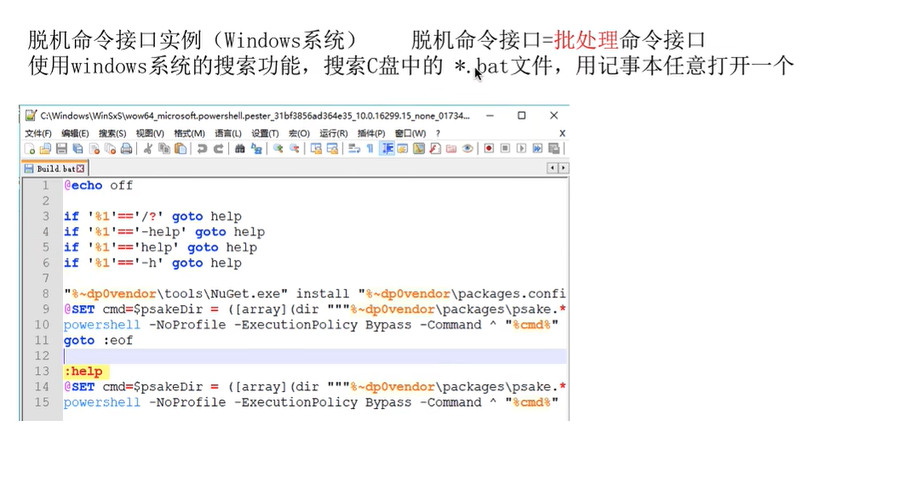 脱机命令接口实例（Windows系统）　　脱机命令接口=批处理命令接口
使用windows系统的搜索功能，搜索C盘中的 *.bat文件，用记事本任意打开一个
C:\Windows\WinSxS\wow64_microsoft.powershell.pester_31bf3856ad364e35_10.0.16299.15_none_01734...
文件(F) 编辑(E) 搜索(S) 视图(V) 格式(M) 语言(L) 设置(T) 宏(O) 运行(R) 插件(P) 窗口(W) ? X
Build.bat
1 @echo off
2
3 if '%1'=='/?' goto help
4 if '%1'=='-help' goto help
5 if '%1'=='help' goto help
6 if '%1'=='-h' goto help
7
8 "%~dp0vendor\tools\NuGet.exe" install "%~dp0vendor\packages.confi
9 @SET cmd=$psakeDir = ([array](dir """%~dp0vendor\packages\psake.*
10 powershell -NoProfile -ExecutionPolicy Bypass -Command ^ "%cmd%"
11 goto :eof
12
13 :help
14 @SET cmd=$psakeDir = ([array](dir """%~dp0vendor\packages\psake.*
15 powershell -NoProfile -ExecutionPolicy Bypass -Command ^ "%cmd%"